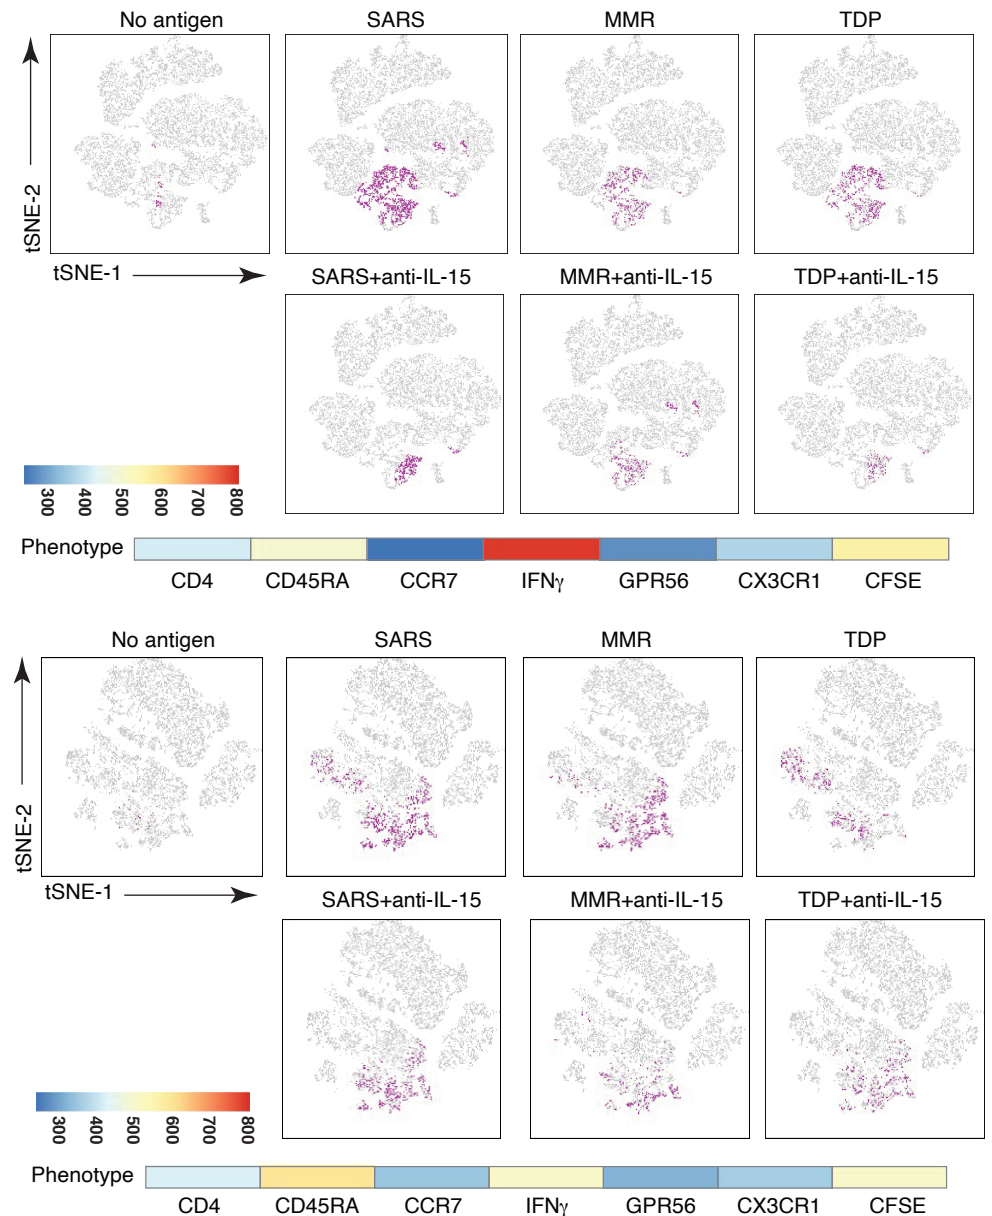 No antigen SARS MMR TDP
tSNE-2
tSNE-1
SARS+anti-IL-15 MMR+anti-IL-15 TDP+anti-IL-15
300 400 500 600 700 800
Phenotype
CD4 CD45RA CCR7 IFNγ GPR56 CX3CR1 CFSE
No antigen SARS MMR TDP
tSNE-2
tSNE-1
SARS+anti-IL-15 MMR+anti-IL-15 TDP+anti-IL-15
300 400 500 600 700 800
Phenotype
CD4 CD45RA CCR7 IFNγ GPR56 CX3CR1 CFSE